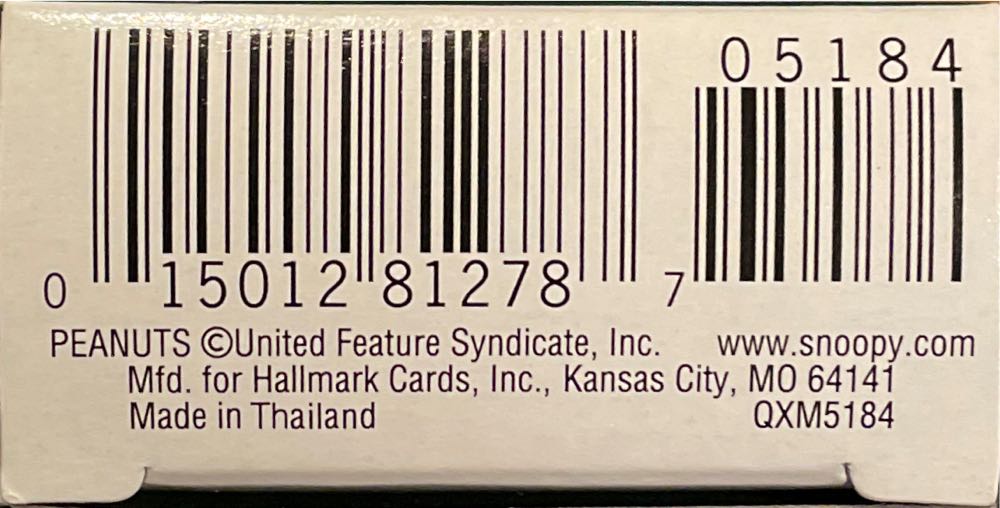 05184
0 15012 81278 7
PEANUTS ©United Feature Syndicate, Inc. www.snoopy.com
Mfd. for Hallmark Cards, Inc., Kansas City, MO 64141
Made in Thailand QXM5184